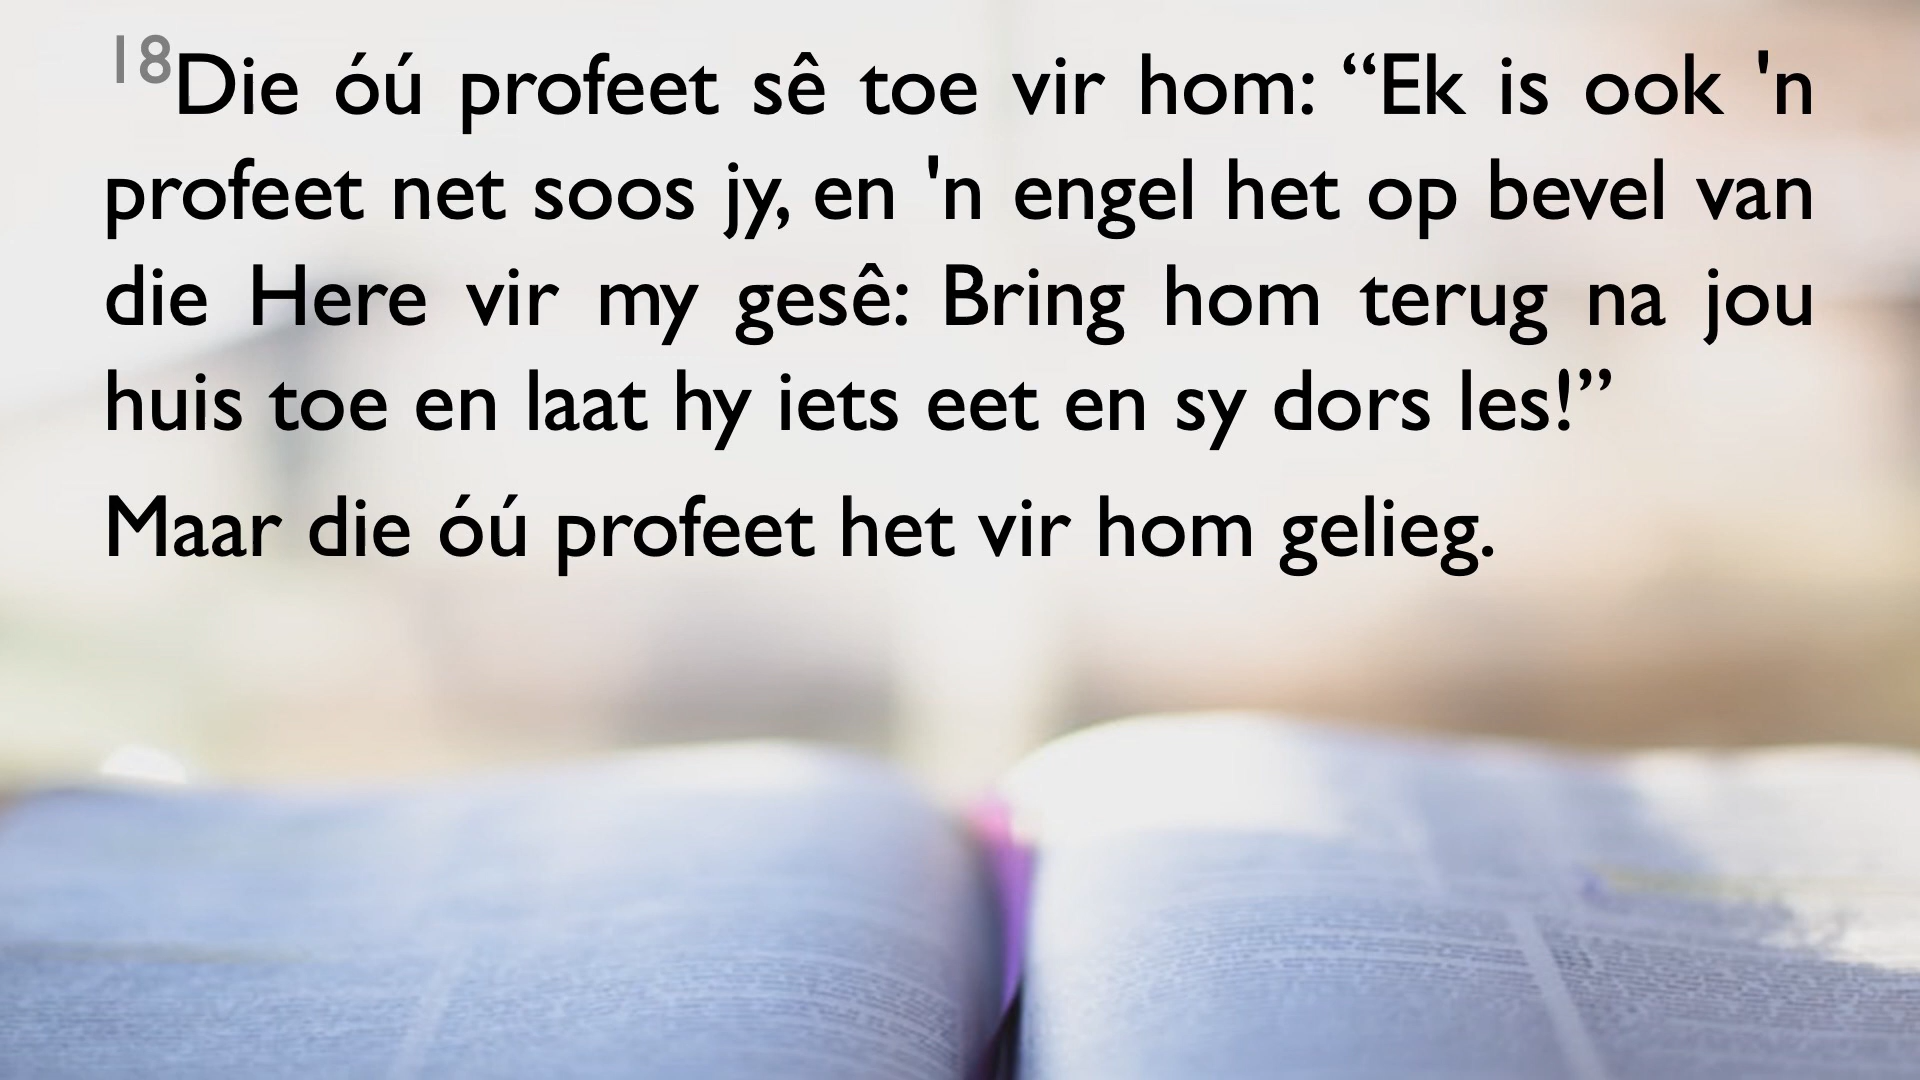 18Die óú profeet sê toe vir hom: “Ek is ook 'n
profeet net soos jy, en 'n engel het op bevel van
die Here vir my gesê: Bring hom terug na jou
huis toe en laat hy iets eet en sy dors les!”
Maar die óú profeet het vir hom gelieg.